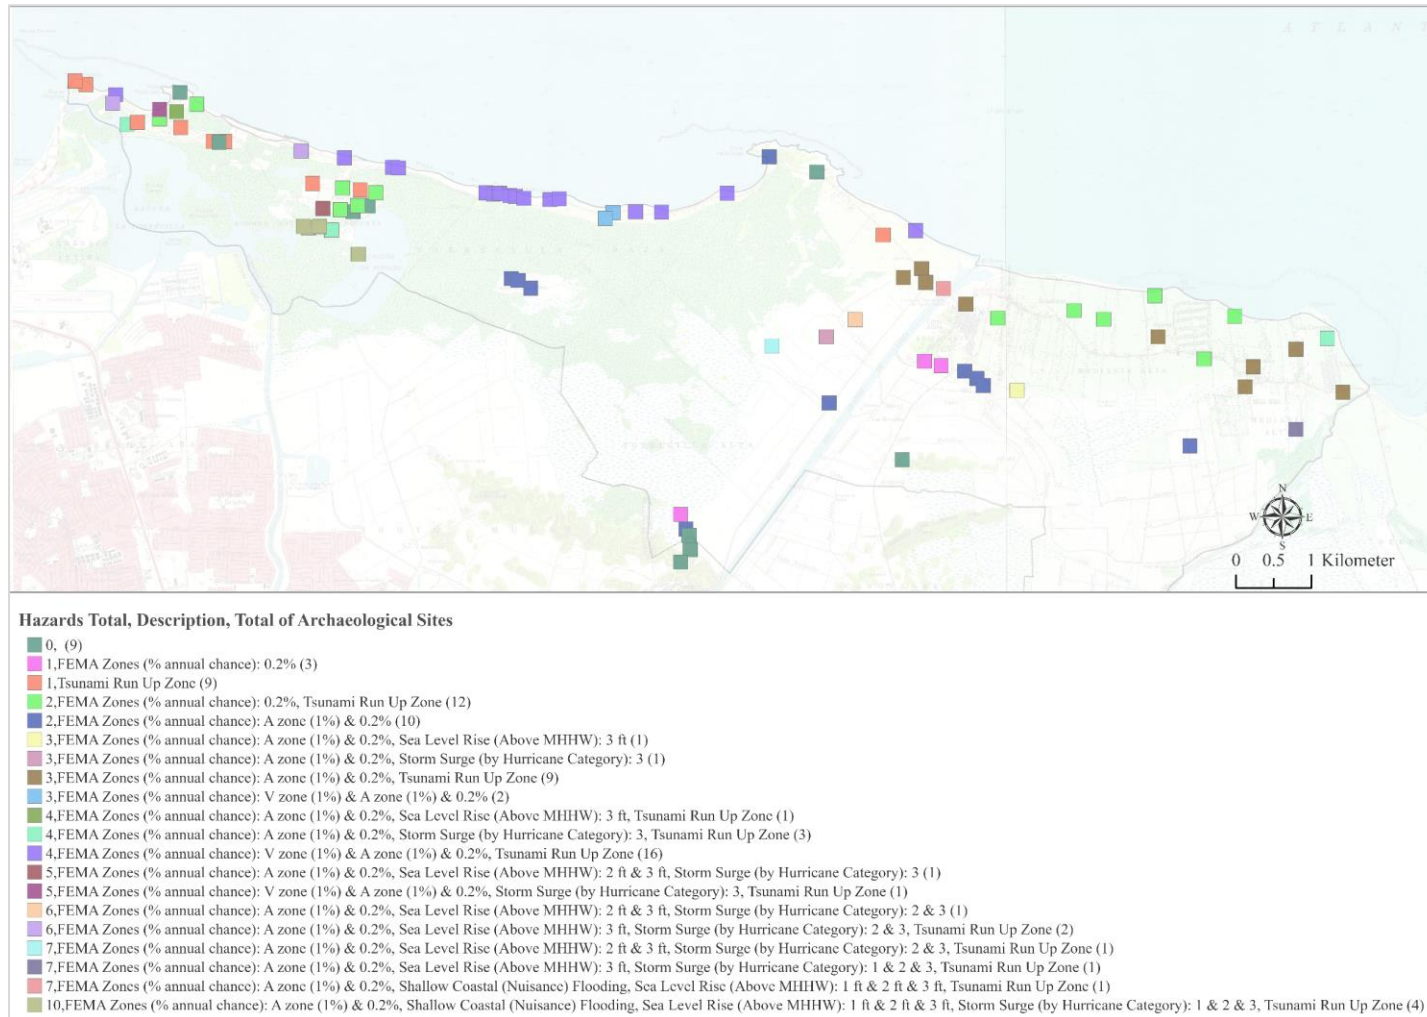 A T L A N T
N
W E
S
0 0.5 1 Kilometer
Hazards Total, Description, Total of Archaeological Sites
0, (9)
1,FEMA Zones (% annual chance): 0.2% (3)
1,Tsunami Run Up Zone (9)
2,FEMA Zones (% annual chance): 0.2%, Tsunami Run Up Zone (12)
2,FEMA Zones (% annual chance): A zone (1%) & 0.2% (10)
3,FEMA Zones (% annual chance): A zone (1%) & 0.2%, Sea Level Rise (Above MHHW): 3 ft (1)
3,FEMA Zones (% annual chance): A zone (1%) & 0.2%, Storm Surge (by Hurricane Category): 3 (1)
3,FEMA Zones (% annual chance): A zone (1%) & 0.2%, Tsunami Run Up Zone (9)
3,FEMA Zones (% annual chance): V zone (1%) & A zone (1%) & 0.2% (2)
4,FEMA Zones (% annual chance): A zone (1%) & 0.2%, Sea Level Rise (Above MHHW): 3 ft, Tsunami Run Up Zone (1)
4,FEMA Zones (% annual chance): A zone (1%) & 0.2%, Storm Surge (by Hurricane Category): 3, Tsunami Run Up Zone (3)
4,FEMA Zones (% annual chance): V zone (1%) & A zone (1%) & 0.2%, Tsunami Run Up Zone (16)
5,FEMA Zones (% annual chance): A zone (1%) & 0.2%, Sea Level Rise (Above MHHW): 2 ft & 3 ft, Storm Surge (by Hurricane Category): 3 (1)
5,FEMA Zones (% annual chance): V zone (1%) & A zone (1%) & 0.2%, Storm Surge (by Hurricane Category): 3, Tsunami Run Up Zone (1)
6,FEMA Zones (% annual chance): A zone (1%) & 0.2%, Sea Level Rise (Above MHHW): 2 ft & 3 ft, Storm Surge (by Hurricane Category): 2 & 3 (1)
6,FEMA Zones (% annual chance): A zone (1%) & 0.2%, Sea Level Rise (Above MHHW): 3 ft, Storm Surge (by Hurricane Category): 2 & 3, Tsunami Run Up Zone (2)
7,FEMA Zones (% annual chance): A zone (1%) & 0.2%, Sea Level Rise (Above MHHW): 2 ft & 3 ft, Storm Surge (by Hurricane Category): 2 & 3, Tsunami Run Up Zone (1)
7,FEMA Zones (% annual chance): A zone (1%) & 0.2%, Sea Level Rise (Above MHHW): 3 ft, Storm Surge (by Hurricane Category): 1 & 2 & 3, Tsunami Run Up Zone (1)
7,FEMA Zones (% annual chance): A zone (1%) & 0.2%, Shallow Coastal (Nuisance) Flooding, Sea Level Rise (Above MHHW): 1 ft & 2 ft & 3 ft, Tsunami Run Up Zone (1)
10,FEMA Zones (% annual chance): A zone (1%) & 0.2%, Shallow Coastal (Nuisance) Flooding, Sea Level Rise (Above MHHW): 1 ft & 2 ft & 3 ft, Storm Surge (by Hurricane Category): 1 & 2 & 3, Tsunami Run Up Zone (4)